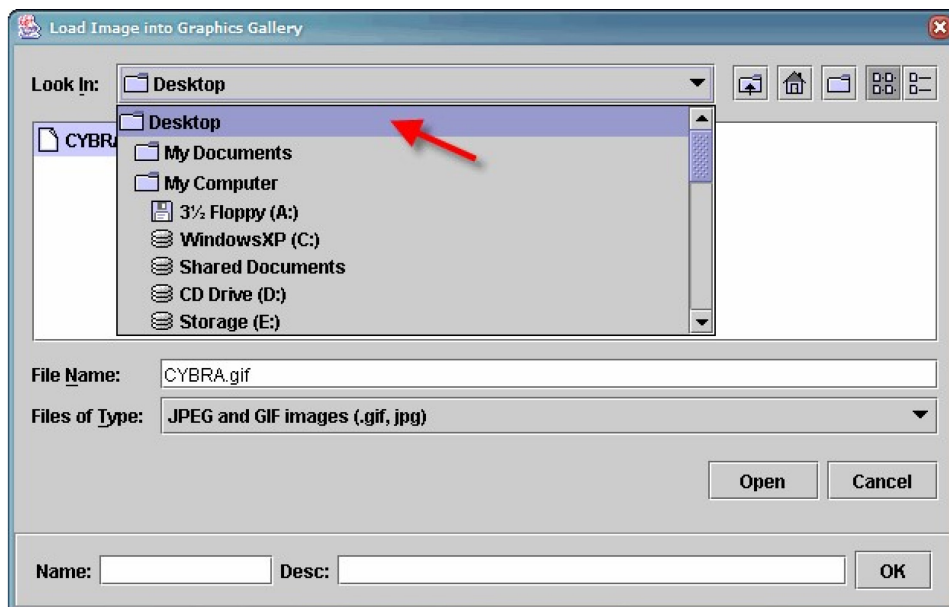 Load Image into Graphics Gallery
Look In: Desktop
Desktop
My Documents
My Computer
3½ Floppy (A:)
WindowsXP (C:)
Shared Documents
CD Drive (D:)
Storage (E:)
File Name: CYBRA.gif
Files of Type: JPEG and GIF images (.gif, jpg)
Open Cancel
Name: Desc: OK